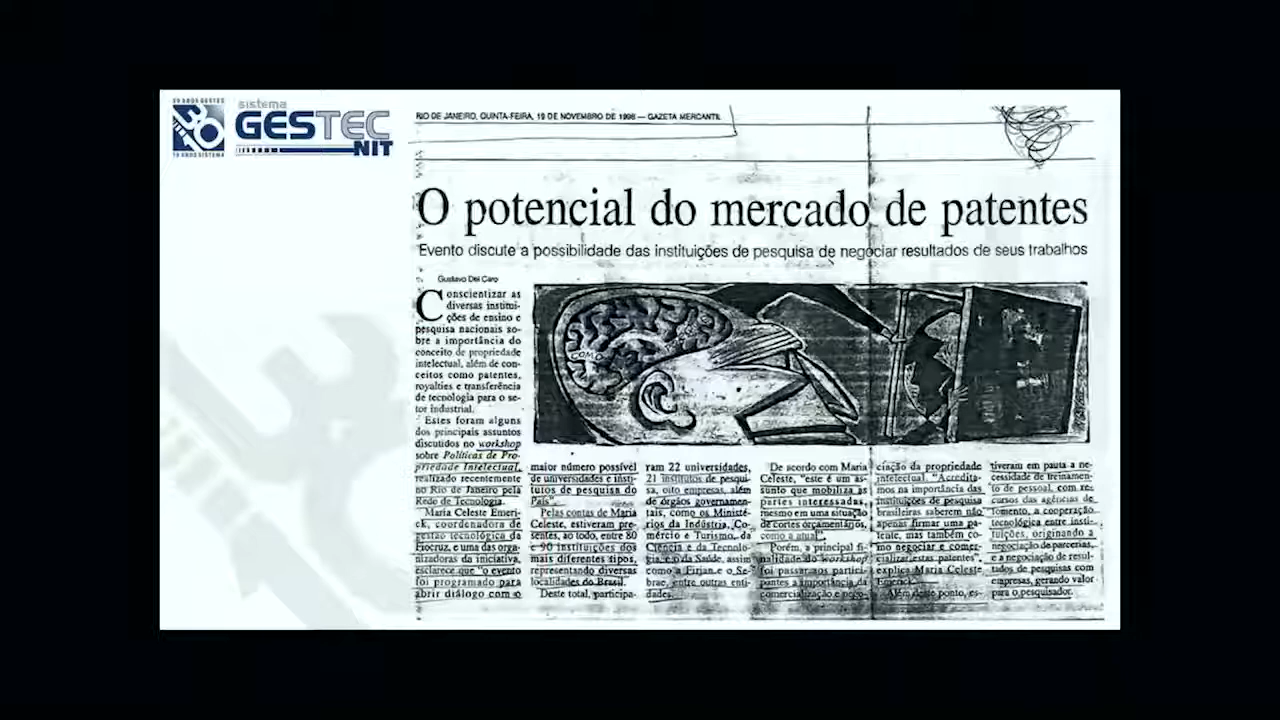 20 ANOS GESTEC
10 ANOS SISTEMA
sistema
GESTEC
NIT
RIO DE JANEIRO, QUINTA-FEIRA, 19 DE NOVEMBRO DE 1998 — GAZETA MERCANTIL
O potencial do mercado de patentes
Evento discute a possibilidade das instituições de pesquisa de negociar resultados de seus trabalhos
Gustavo Del Caro
Conscientizar as
diversas institui-
ções de ensino e
pesquisa nacionais so-
bre a importância do
conceito de propriedade
intelectual, além de con-
ceitos como patentes,
royalties e transferência
de tecnologia para o se-
tor industrial.
Estes foram alguns
dos principais assuntos
discutidos no workshop
sobre Políticas de Pro-
priedade Intelectual,
realizado recentemente
no Rio de Janeiro pela
Rede de Tecnologia.
Maria Celeste Emeri-
ck, coordenadora de
gestão tecnológica da
Fiocruz, e uma das orga-
nizadoras da iniciativa,
esclarece que "o evento
foi programado para
abrir diálogo com o
maior número possível
de universidades e insti-
tutos de pesquisa do
País".
Pelas contas de Maria
Celeste, estiveram pre-
sentes, ao todo, entre 80
e 90 instituições dos
mais diferentes tipos,
representando diversas
localidades do Brasil.
Deste total, participa-
ram 22 universidades,
21 institutos de pesqui-
sa, oito empresas, além
de órgãos governamen-
tais, como os Ministé-
rios da Indústria, Co-
mércio e Turismo, da
Ciência e da Tecnolo-
gia e o da Saúde, assim
como a Firjan, e o Se-
brae, entre outras enti-
dades.
De acordo com Maria
Celeste, "este é um as-
sunto que mobiliza as
partes interessadas,
mesmo em uma situação
de cortes orçamentários,
como a atual".
Porém, a principal fi-
nalidade do workshop
foi passar aos partici-
pantes a importância da
comercialização e nego-
ciação da propriedade
intelectual. "Acredita-
mos na importância das
instituições de pesquisa
brasileiras saberem não
apenas firmar uma pa-
tente, mas também co-
mo negociar e comer-
cializar estas patentes",
explica Maria Celeste
Emerick.
Além deste ponto, es-
tiveram em pauta a ne-
cessidade de treinamen-
to de pessoal, com re-
cursos das agências de
fomento, a cooperação
tecnológica entre insti-
tuições, originando a
negociação de parcerias,
e a negociação de resul-
tados de pesquisas com
empresas, gerando valor
para o pesquisador.